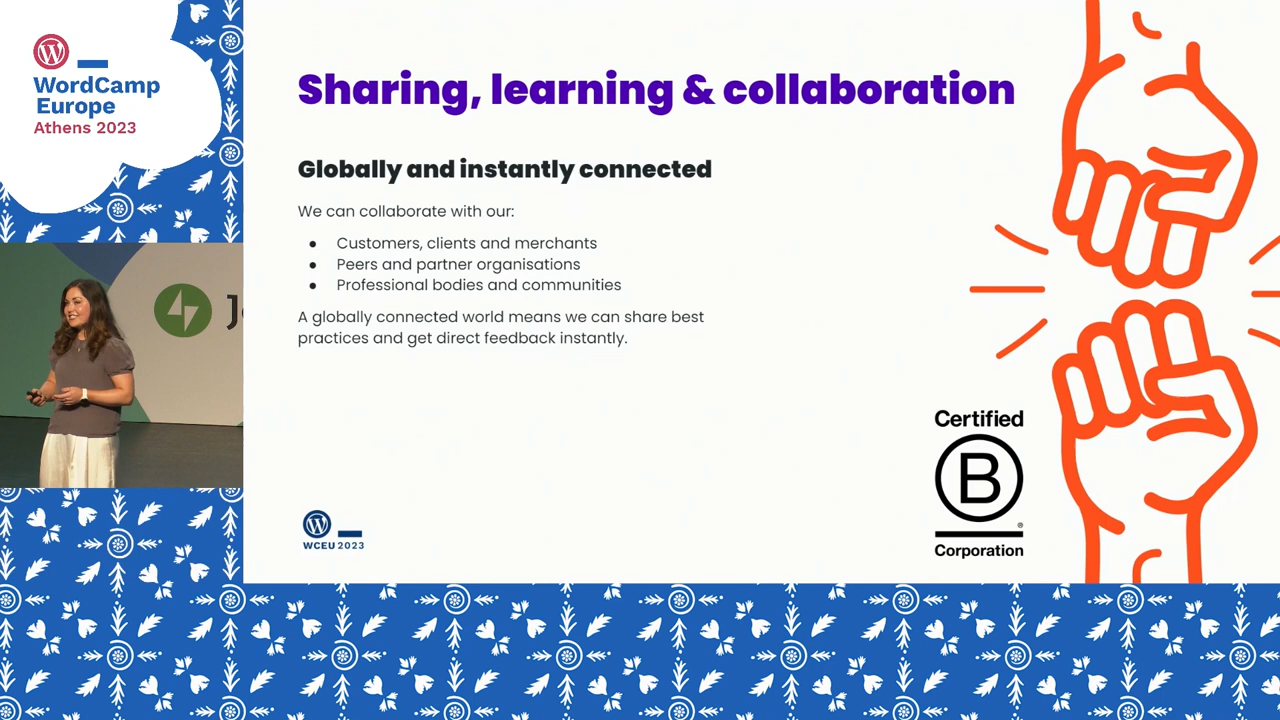 WordCamp
Europe
Athens 2023
Sharing, learning & collaboration
Globally and instantly connected
We can collaborate with our:
● Customers, clients and merchants
● Peers and partner organisations
● Professional bodies and communities
A globally connected world means we can share best
practices and get direct feedback instantly.
Certified
B
®
Corporation
WCEU 2023